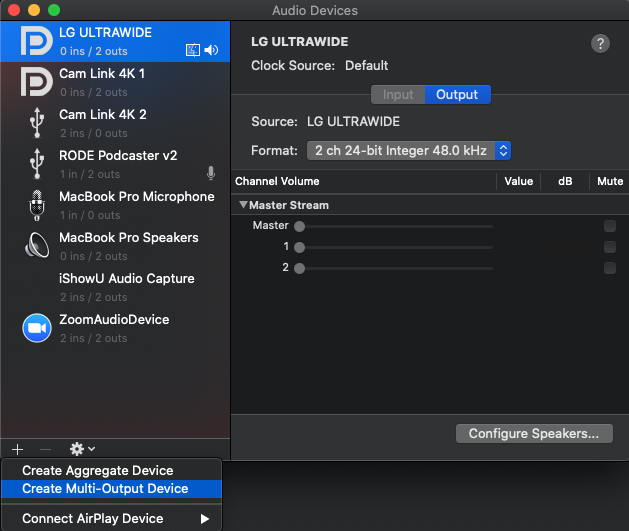 Audio Devices
LG ULTRAWIDE
0 ins / 2 outs
Cam Link 4K 1
0 ins / 2 outs
Cam Link 4K 2
2 ins / 0 outs
RODE Podcaster v2
1 in / 2 outs
MacBook Pro Microphone
1 in / 0 outs
MacBook Pro Speakers
0 ins / 2 outs
iShowU Audio Capture
2 ins / 2 outs
ZoomAudioDevice
2 ins / 2 outs
LG ULTRAWIDE
?
Clock Source: Default
Input Output
Source: LG ULTRAWIDE
Format: 2 ch 24-bit Integer 48.0 kHz
Channel Volume Value dB Mute
Master Stream
Master
1
2
Configure Speakers...
Create Aggregate Device
Create Multi-Output Device
Connect AirPlay Device